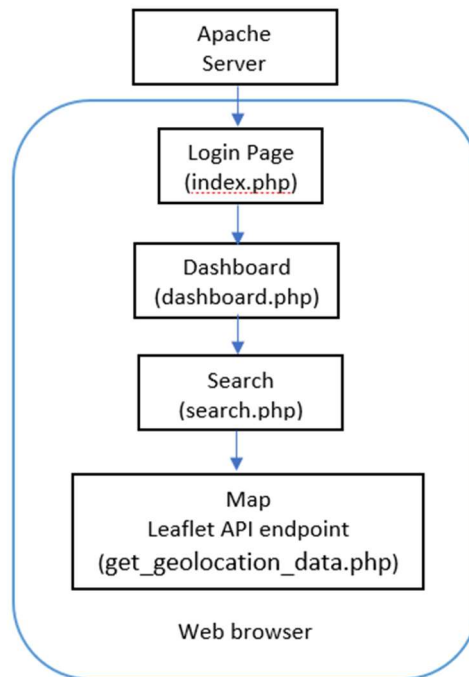 Apache
Server
Login Page
(index.php)
Dashboard
(dashboard.php)
Search
(search.php)
Map
Leaflet API endpoint
(get_geolocation_data.php)
Web browser